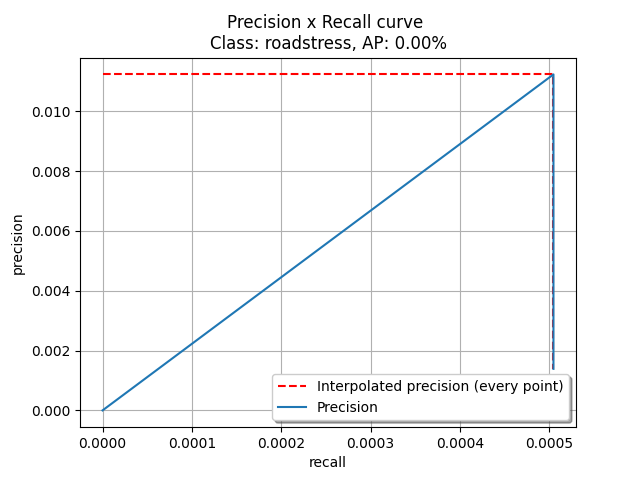 Precision x Recall curve
Class: roadstress, AP: 0.00%
0.010
0.008
0.006
0.004
0.002
0.000
precision
Interpolated precision (every point)
Precision
0.0000 0.0001 0.0002 0.0003 0.0004 0.0005
recall